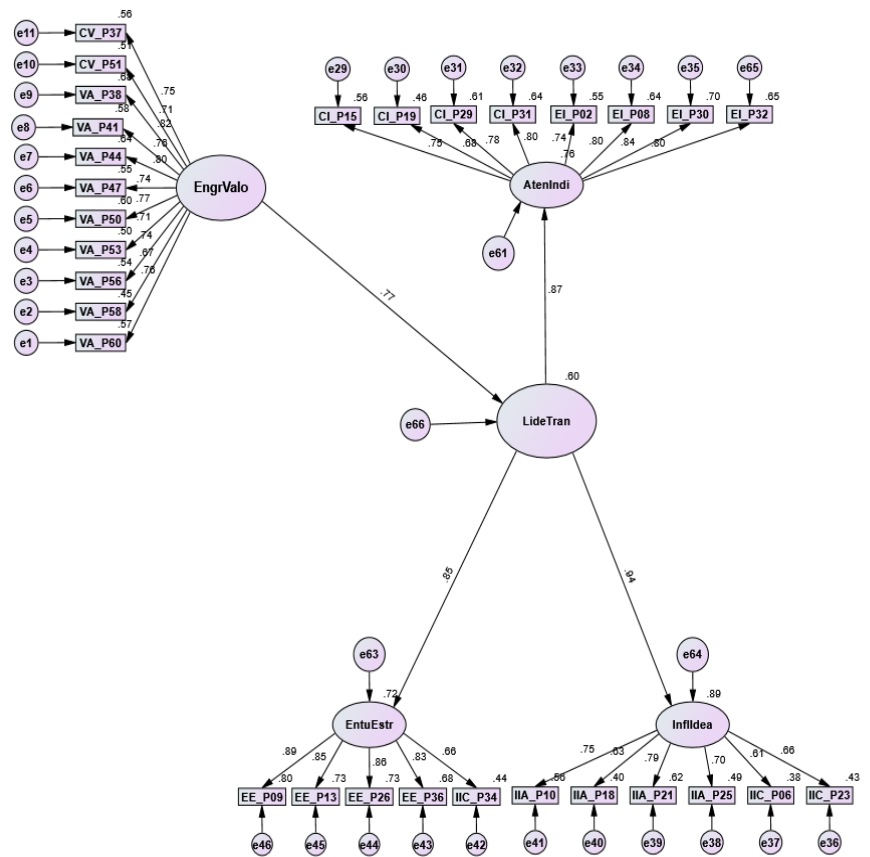 .56
e11 CV_P37
.51
e10 CV_P51
.68
e9 VA_P38
.58
e8 VA_P41
.64
e7 VA_P44
.55
e6 VA_P47
.60
e5 VA_P50
.50
e4 VA_P53
.54
e3 VA_P56
.45
e2 VA_P58
.57
e1 VA_P60
.75
.71
.82
.76
.80
.74
.77
.71
.74
.67
.76
EngrValo
e29 e30 e31 e32 e33 e34 e35 e65
.56 .46 .61 .64 .55 .64 .70 .65
CI_P15 CI_P19 CI_P29 CI_P31 EI_P02 EI_P08 EI_P30 EI_P32
.75 .68 .78 .80 .74 .80 .84 .80
.76
AtenIndi
e61
.87
.77
.60
e66
LideTran
.85
.94
e63
.72
EntuEstr
.89 .85 .86 .83 .66
.80 .73 .73 .68 .44
EE_P09 EE_P13 EE_P26 EE_P36 IIC_P34
e46 e45 e44 e43 e42
e64
.89
InflIdea
.75 .63 .79 .70 .61 .66
.56 .40 .62 .49 .38 .43
IIA_P10 IIA_P18 IIA_P21 IIA_P25 IIC_P06 IIC_P23
e41 e40 e39 e38 e37 e36